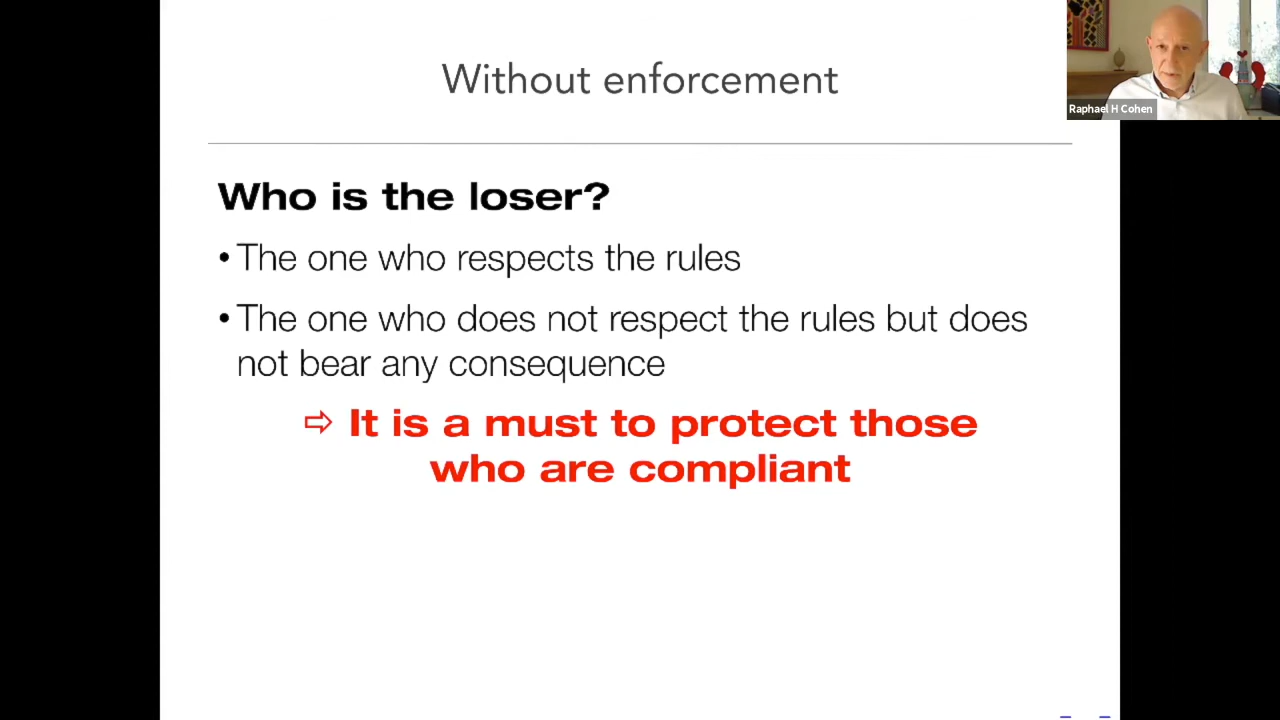 Without enforcement
Raphael H Cohen
Who is the loser?
• The one who respects the rules
• The one who does not respect the rules but does
not bear any consequence
⇨ It is a must to protect those
who are compliant